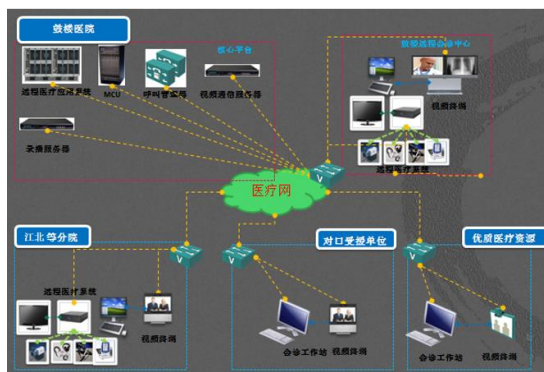 鼓楼医院
核心平台
鼓楼远程会诊中心
远程医疗应用系统
MCU
呼叫管理器
视频通信服务器
视频终端
录播服务器
远程医疗系统
医疗网
V
江北等分院
对口受援单位
优质医疗资源
V
V
V
远程医疗系统
视频终端
会诊工作站
视频终端
会诊工作站
视频终端